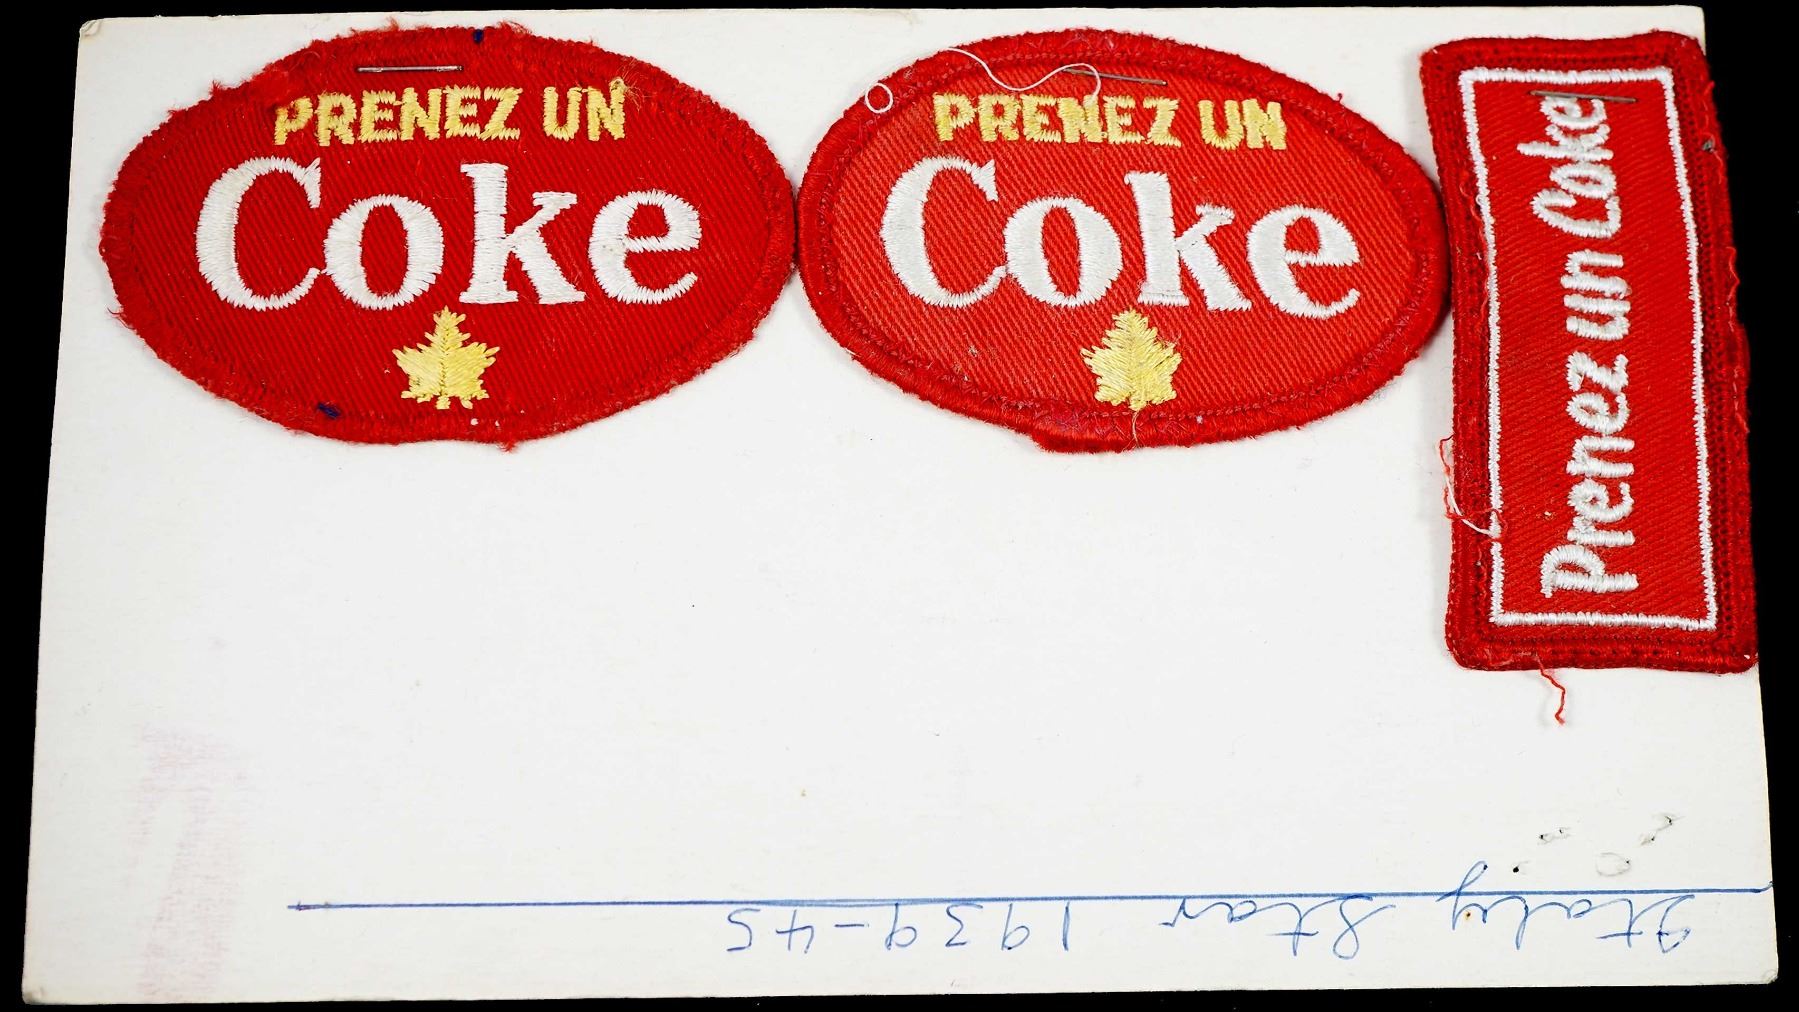 PRENEZ UN
Coke
PRENEZ UN
Coke
Prenez un Coke
Italy Star 1939-45